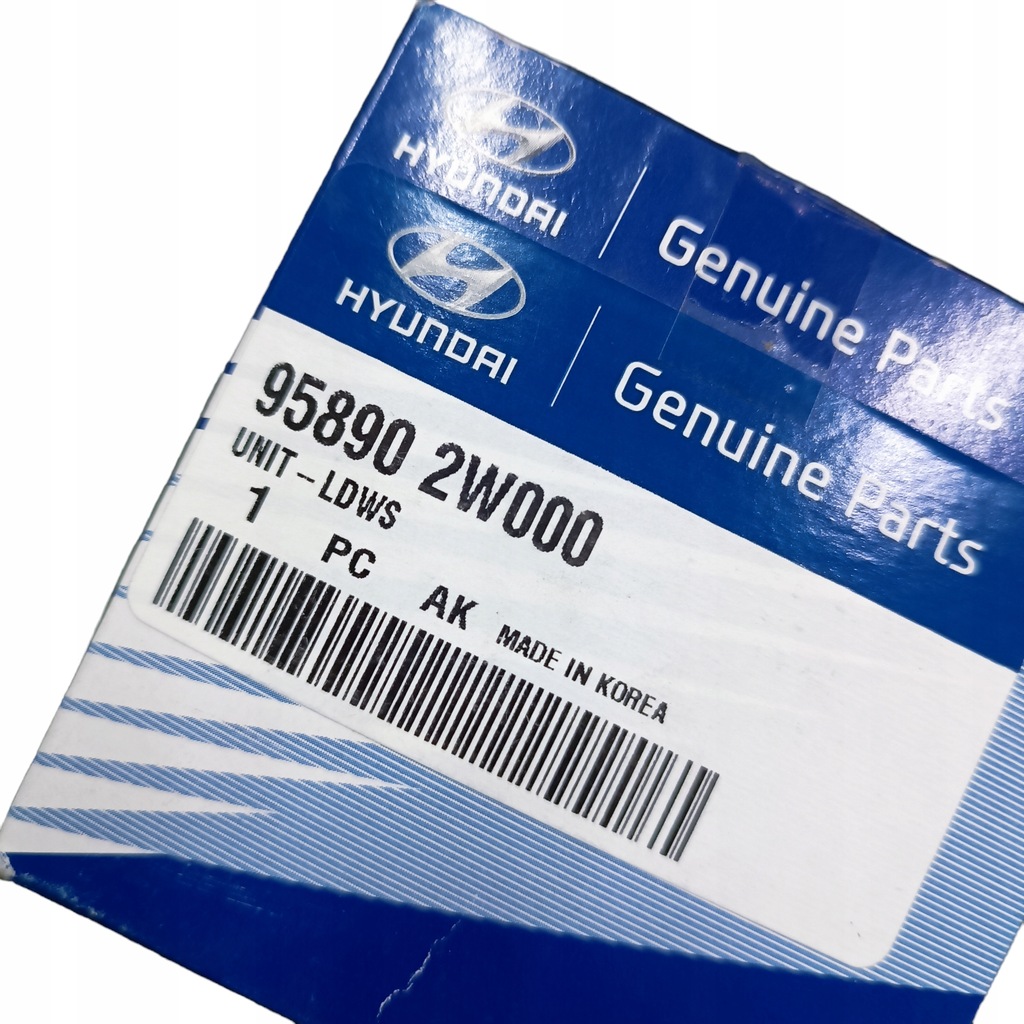 HYUNDAI Genuine Parts
HYUNDAI Genuine Parts
95890 2W000
UNIT-LDWS
1 PC AK MADE IN KOREA